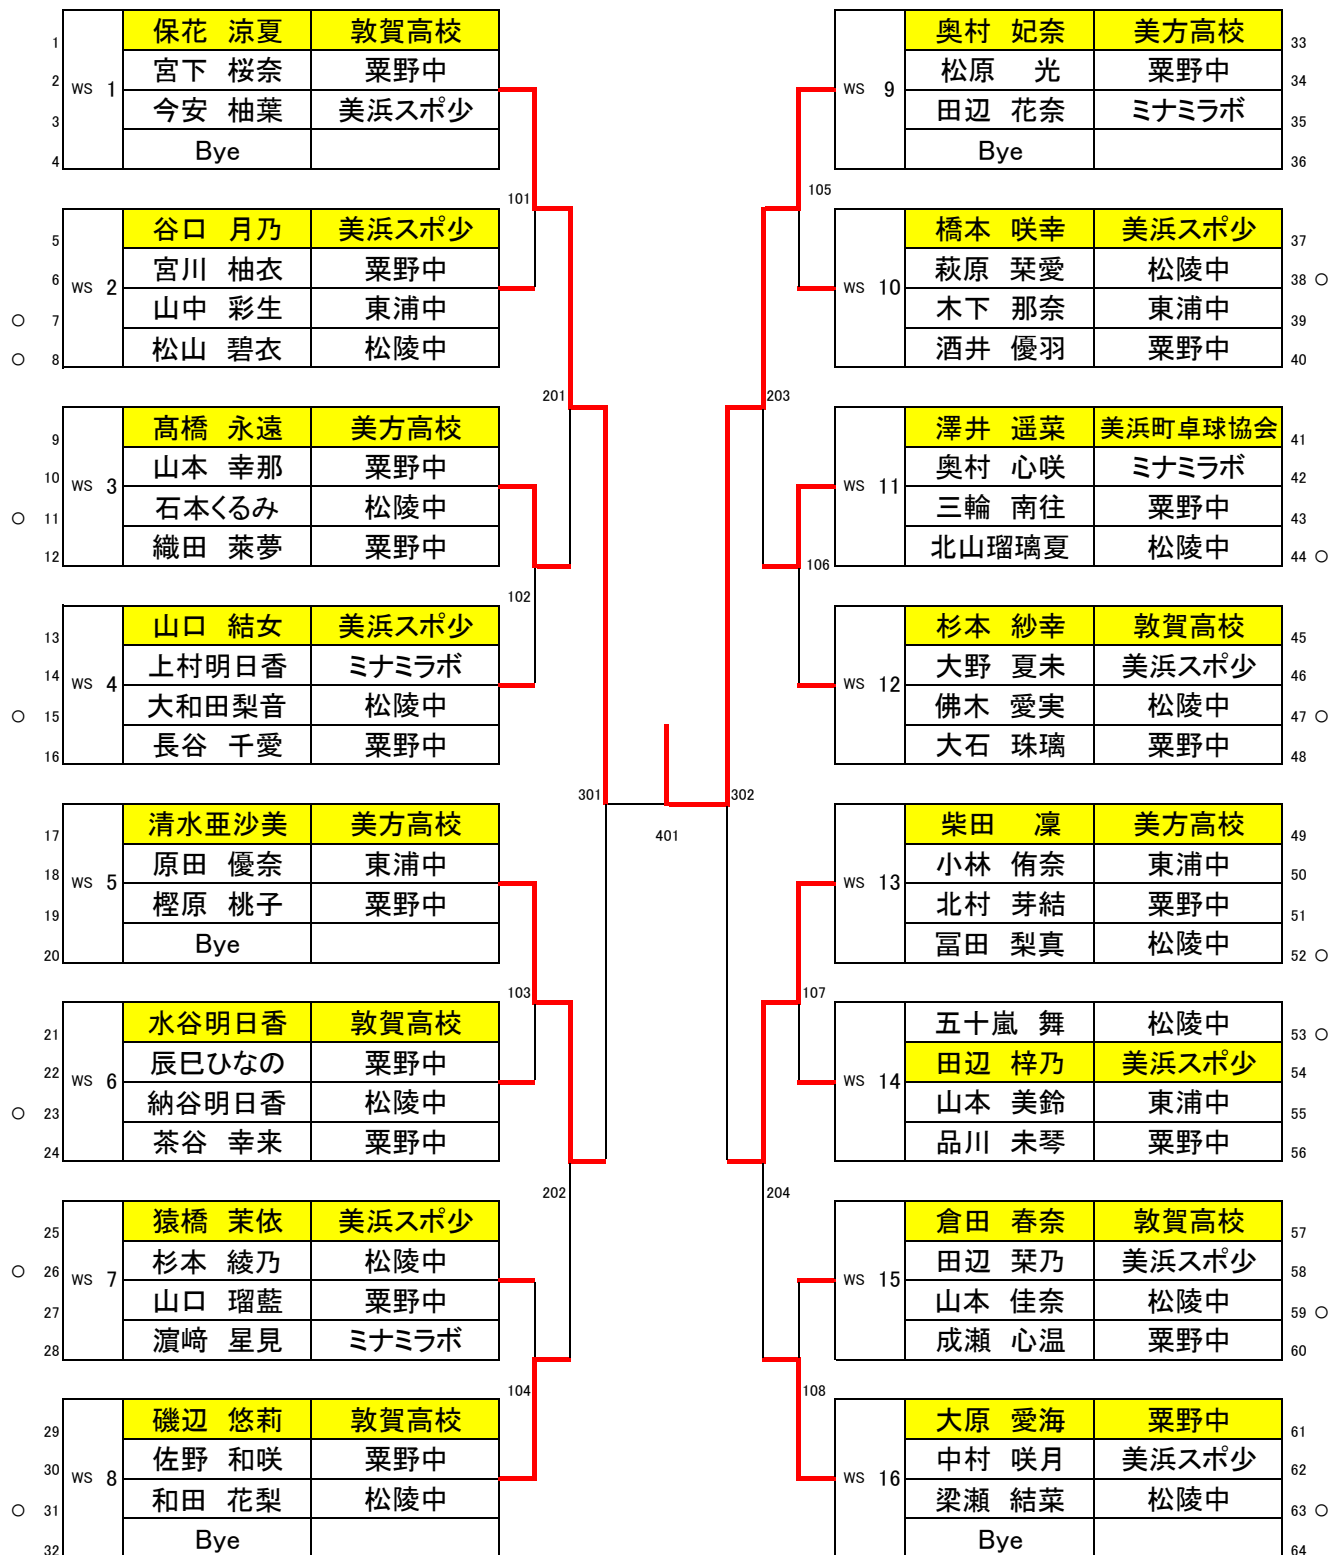 1 保花 涼夏 敦賀高校
2 宮下 桜奈 粟野中
WS 1
3 今安 柚葉 美浜スポ少
4 Bye
5 谷口 月乃 美浜スポ少
6 宮川 柚衣 粟野中
WS 2
○ 7 山中 彩生 東浦中
○ 8 松山 碧衣 松陵中
9 髙橋 永遠 美方高校
10 山本 幸那 粟野中
WS 3
○ 11 石本くるみ 松陵中
12 織田 萊夢 粟野中
13 山口 結女 美浜スポ少
14 上村明日香 ミナミラボ
WS 4
○ 15 大和田梨音 松陵中
16 長谷 千愛 粟野中
17 清水亜沙美 美方高校
18 原田 優奈 東浦中
WS 5
19 樫原 桃子 粟野中
20 Bye
21 水谷明日香 敦賀高校
22 辰巳ひなの 粟野中
WS 6
○ 23 納谷明日香 松陵中
24 茶谷 幸来 粟野中
25 猿橋 茉依 美浜スポ少
○ 26 杉本 綾乃 松陵中
WS 7
27 山口 瑠藍 粟野中
28 濵﨑 星見 ミナミラボ
29 磯辺 悠莉 敦賀高校
30 佐野 和咲 粟野中
WS 8
○ 31 和田 花梨 松陵中
32 Bye
101
201
102
301
103
202
104
401
105
203
106
302
107
204
108
奥村 妃奈 美方高校 33
松原 光 粟野中 34
WS 9
田辺 花奈 ミナミラボ 35
Bye 36
橋本 咲幸 美浜スポ少 37
萩原 栞愛 松陵中 38 ○
WS 10
木下 那奈 東浦中 39
酒井 優羽 粟野中 40
澤井 遥菜 美浜町卓球協会 41
奥村 心咲 ミナミラボ 42
WS 11
三輪 南往 粟野中 43
北山瑠璃夏 松陵中 44 ○
杉本 紗幸 敦賀高校 45
大野 夏未 美浜スポ少 46
WS 12
佛木 愛実 松陵中 47 ○
大石 珠璃 粟野中 48
柴田 凜 美方高校 49
小林 侑奈 東浦中 50
WS 13
北村 芽結 粟野中 51
冨田 梨真 松陵中 52 ○
五十嵐 舞 松陵中 53 ○
田辺 梓乃 美浜スポ少 54
WS 14
山本 美鈴 東浦中 55
品川 未琴 粟野中 56
倉田 春奈 敦賀高校 57
田辺 栞乃 美浜スポ少 58
WS 15
山本 佳奈 松陵中 59 ○
成瀬 心温 粟野中 60
大原 愛海 粟野中 61
中村 咲月 美浜スポ少 62
WS 16
梁瀬 結菜 松陵中 63 ○
Bye 64